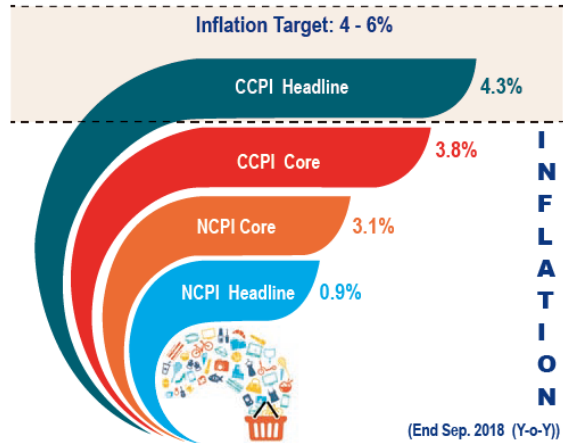 Inflation Target: 4 - 6%
CCPI Headline
4.3%
CCPI Core
3.8%
NCPI Core
3.1%
NCPI Headline
0.9%
INFLATION
(End Sep. 2018 (Y-o-Y))